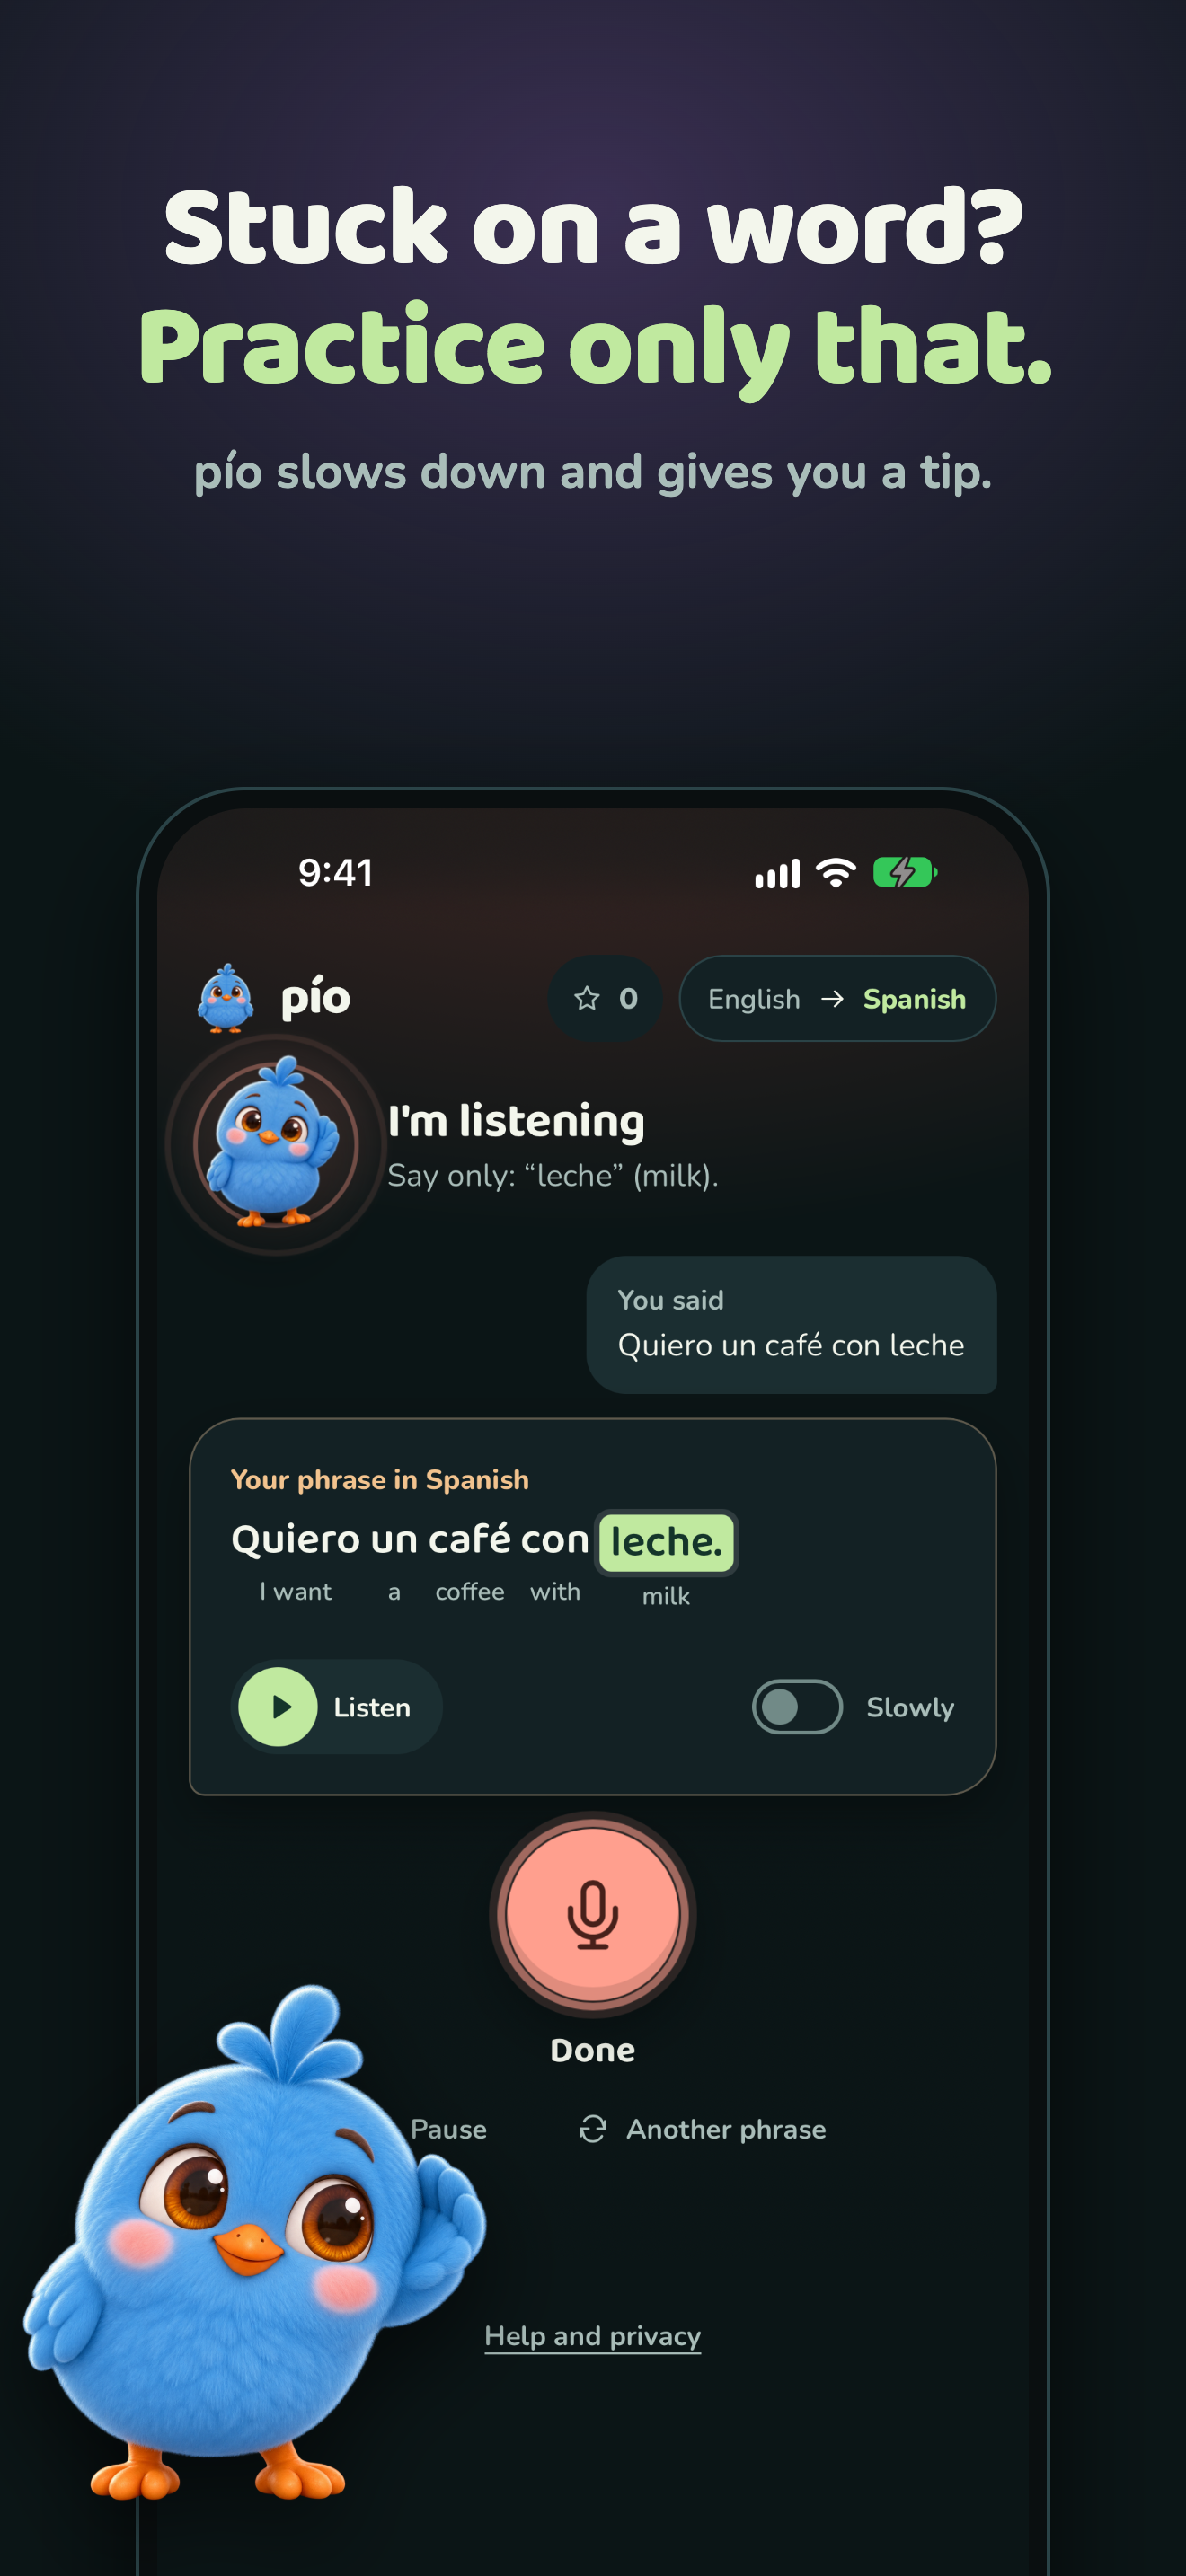 Stuck on a word?
Practice only that.
pío slows down and gives you a tip.
9:41
pío
0
English → Spanish
I'm listening
Say only: “leche” (milk).
You said
Quiero un café con leche
Your phrase in Spanish
Quiero un café con leche.
I want a coffee with milk
Listen
Slowly
Done
Pause
Another phrase
Help and privacy